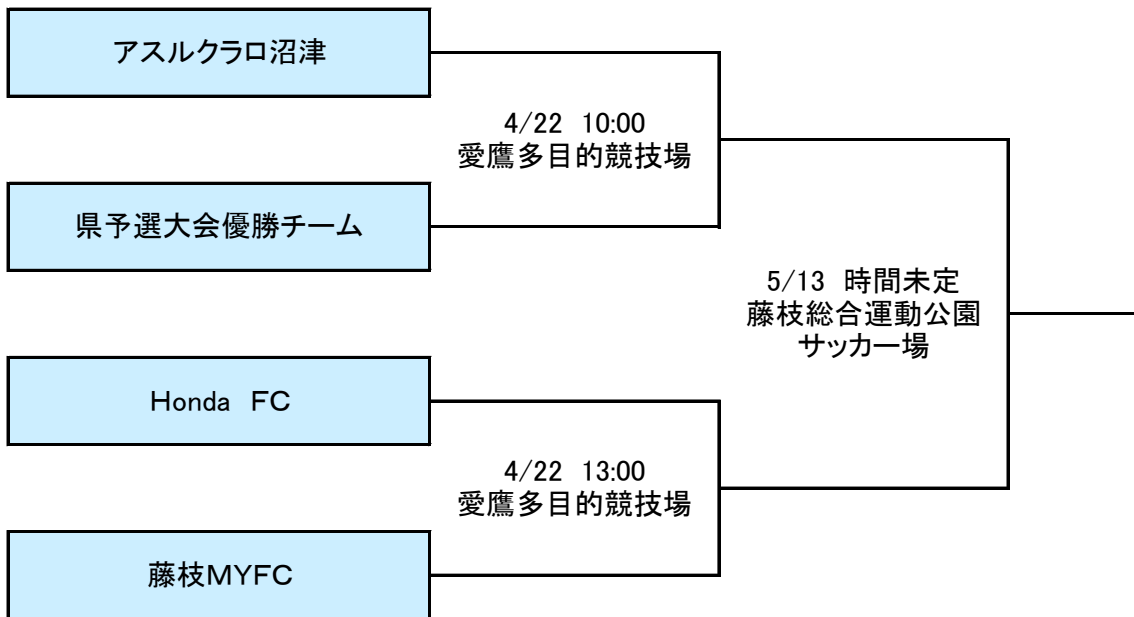 アスルクラロ沼津
4/22 10:00
愛鷹多目的競技場
県予選大会優勝チーム
5/13 時間未定
藤枝総合運動公園
サッカー場
Honda　FC
4/22 13:00
愛鷹多目的競技場
藤枝MYFC